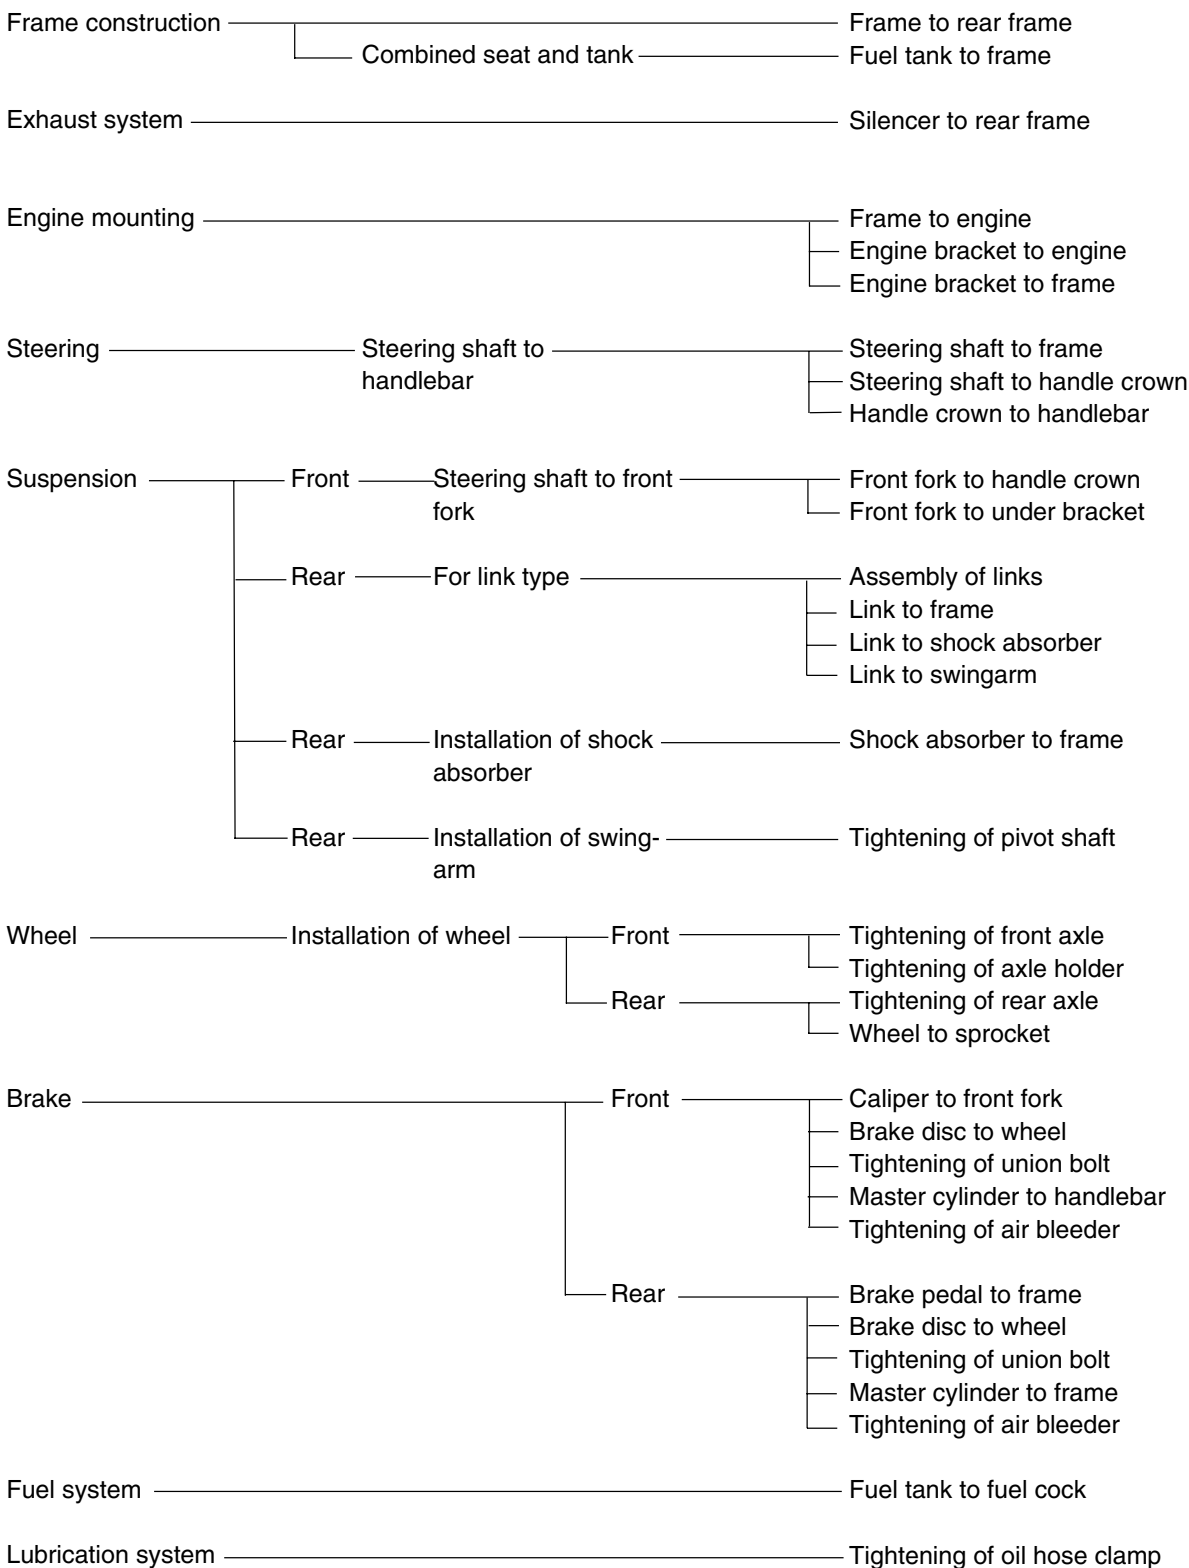 Frame construction Frame to rear frame
Combined seat and tank Fuel tank to frame
Exhaust system Silencer to rear frame
Engine mounting Frame to engine
Engine bracket to engine
Engine bracket to frame
Steering Steering shaft to Steering shaft to frame
handlebar Steering shaft to handle crown
Handle crown to handlebar
Suspension Front Steering shaft to front Front fork to handle crown
fork Front fork to under bracket
Rear For link type Assembly of links
Link to frame
Link to shock absorber
Link to swingarm
Rear Installation of shock Shock absorber to frame
absorber
Rear Installation of swing- Tightening of pivot shaft
arm
Wheel Installation of wheel Front Tightening of front axle
Tightening of axle holder
Rear Tightening of rear axle
Wheel to sprocket
Brake Front Caliper to front fork
Brake disc to wheel
Tightening of union bolt
Master cylinder to handlebar
Tightening of air bleeder
Rear Brake pedal to frame
Brake disc to wheel
Tightening of union bolt
Master cylinder to frame
Tightening of air bleeder
Fuel system Fuel tank to fuel cock
Lubrication system Tightening of oil hose clamp